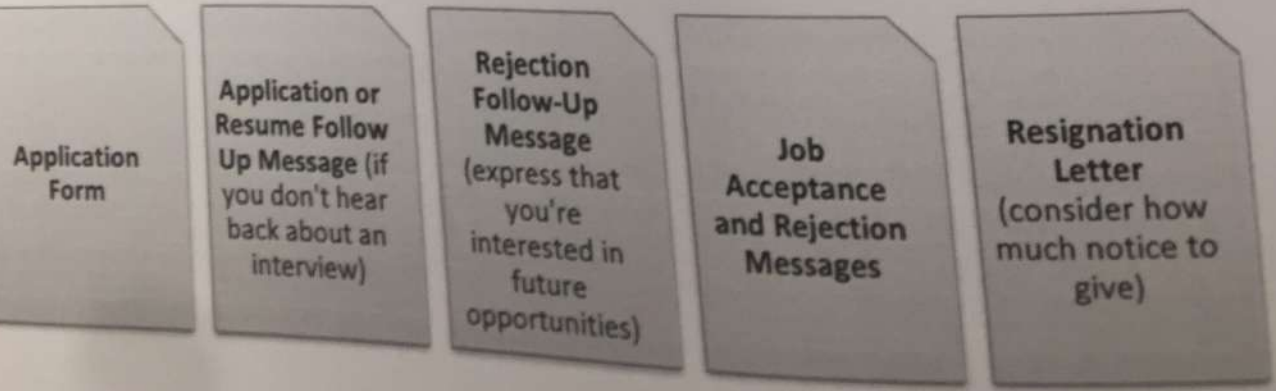 Application
Form
Application or
Resume Follow
Up Message (if
you don't hear
back about an
interview)
Rejection
Follow-Up
Message
(express that
you're
interested in
future
opportunities)
Job
Acceptance
and Rejection
Messages
Resignation
Letter
(consider how
much notice to
give)